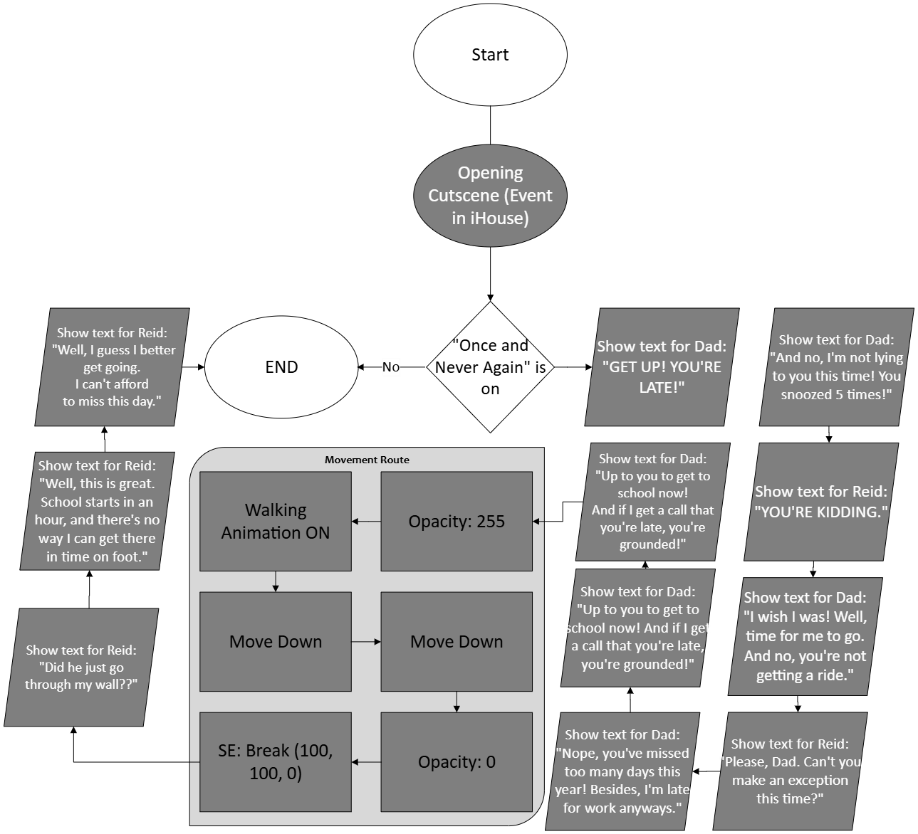 Start
Opening
Cutscene (Event
in iHouse)
"Once and
Never Again" is
on
No
END
Show text for Dad:
"GET UP! YOU'RE
LATE!"
Show text for Dad:
"And no, I'm not lying
to you this time! You
snoozed 5 times!"
Show text for Reid:
"YOU'RE KIDDING."
Show text for Dad:
"I wish I was! Well,
time for me to go.
And no, you're not
getting a ride."
Show text for Reid:
"Please, Dad. Can't you
make an exception
this time?"
Show text for Dad:
"Nope, you've missed
too many days this
year! Besides, I'm late
for work anyways."
Show text for Dad:
"Up to you to get to
school now! And if I get
a call that you're late,
you're grounded!"
Show text for Dad:
"Up to you to get to
school now!
And if I get a call that
you're late, you're
grounded!"
Movement Route
Opacity: 255
Walking
Animation ON
Move Down
Move Down
Opacity: 0
SE: Break (100,
100, 0)
Show text for Reid:
"Did he just go
through my wall??"
Show text for Reid:
"Well, this is great.
School starts in an
hour, and there's no
way I can get there
in time on foot."
Show text for Reid:
"Well, I guess I better
get going.
I can't afford
to miss this day."